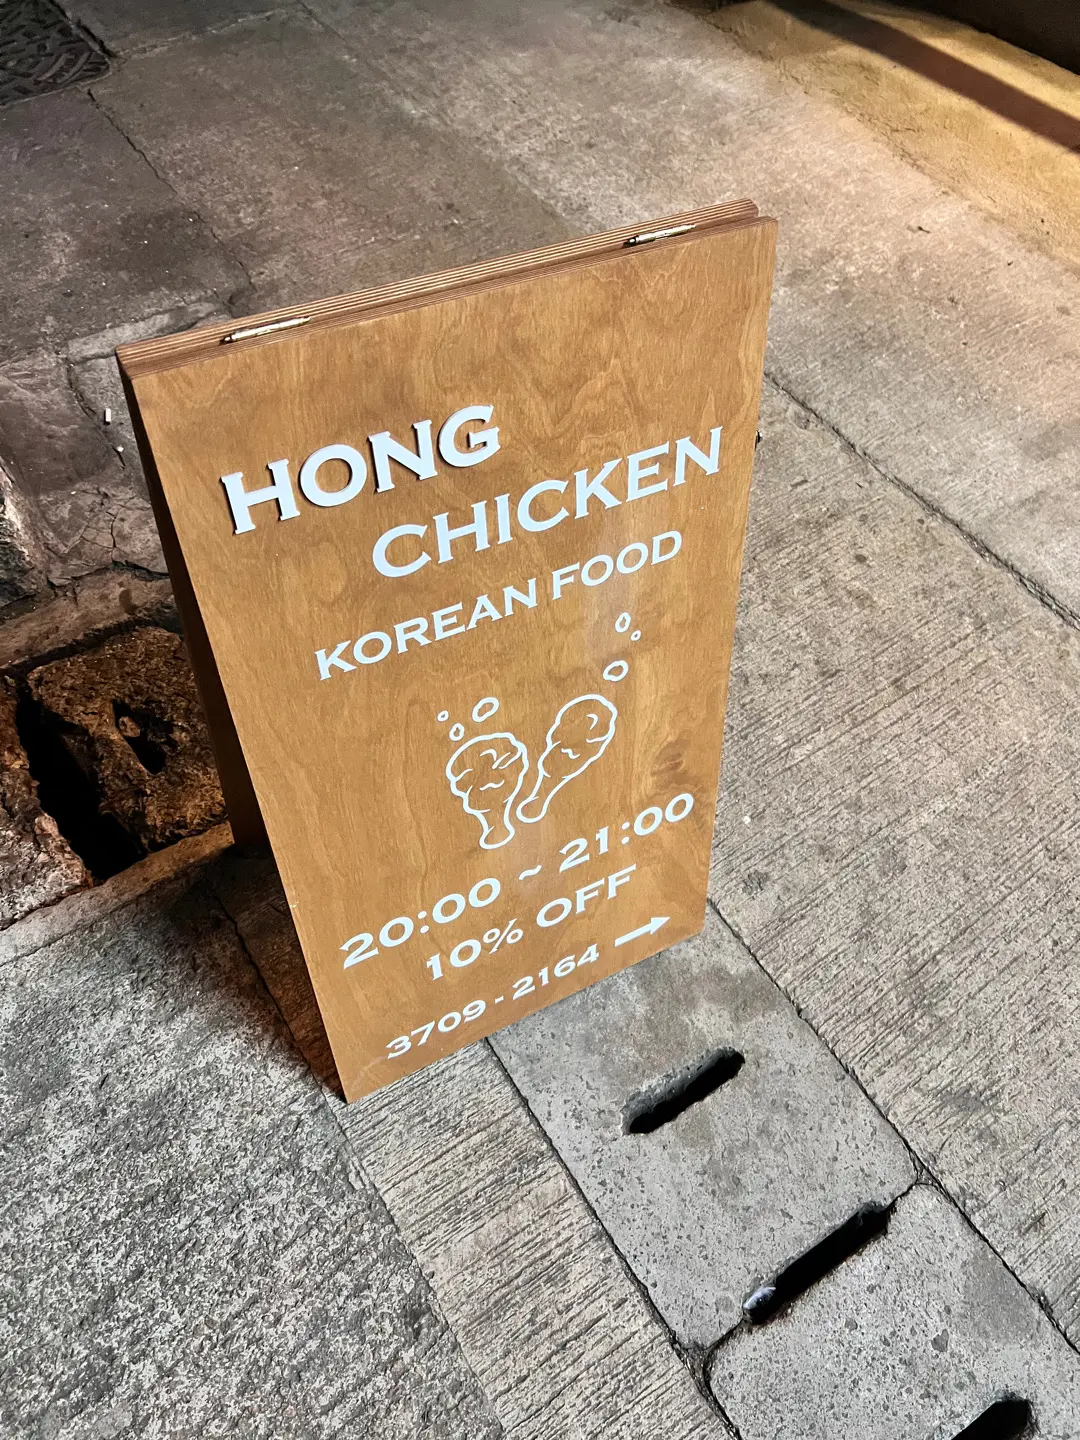 HONG
CHICKEN
KOREAN FOOD
20:00 ~ 21:00
10% OFF
3709 - 2164 →